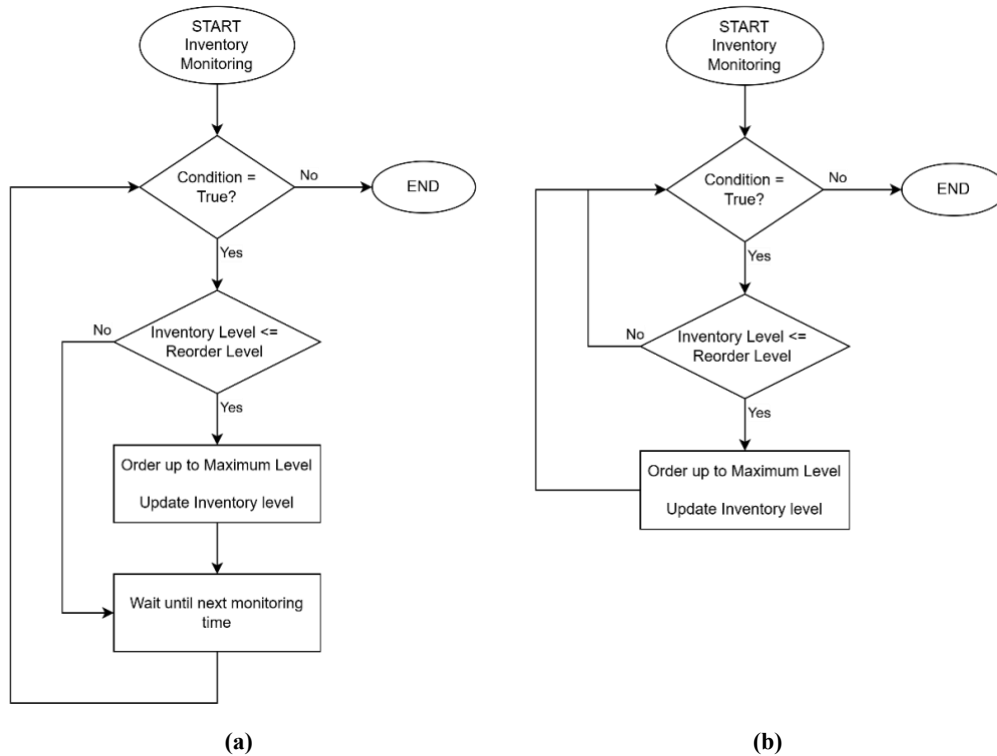 START
Inventory
Monitoring
Condition =
True?
No
END
Yes
Inventory Level <=
Reorder Level
No
Yes
Order up to Maximum Level
Update Inventory level
Wait until next monitoring
time
(a)
START
Inventory
Monitoring
Condition =
True?
No
END
Yes
Inventory Level <=
Reorder Level
No
Yes
Order up to Maximum Level
Update Inventory level
(b)